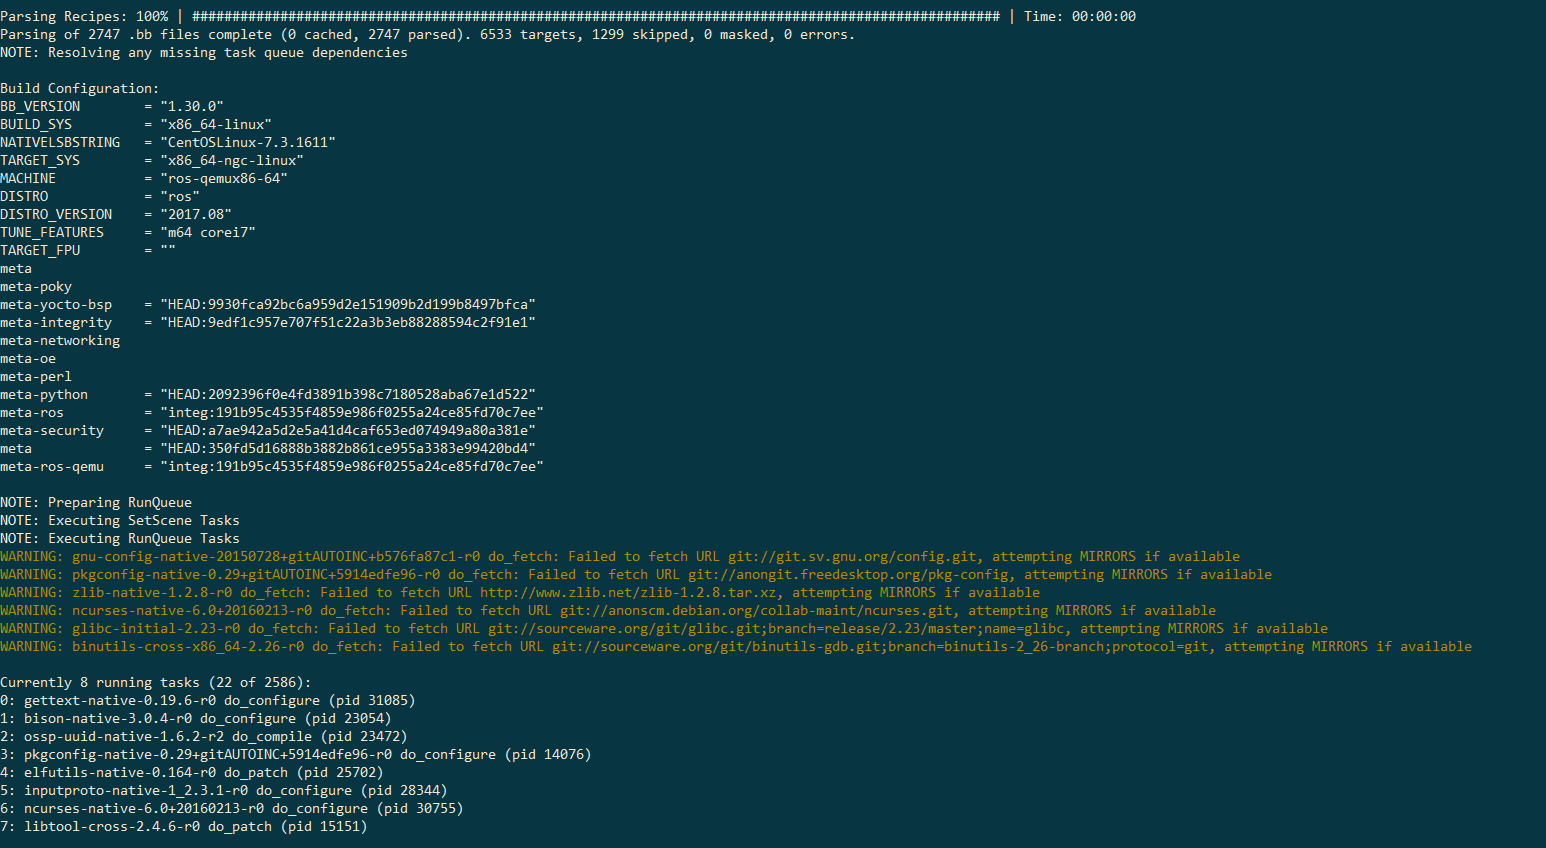 Parsing Recipes: 100% | ##################################################################################################### | Time: 00:00:00
Parsing of 2747 .bb files complete (0 cached, 2747 parsed). 6533 targets, 1299 skipped, 0 masked, 0 errors.
NOTE: Resolving any missing task queue dependencies
Build Configuration:
BB_VERSION        = "1.30.0"
BUILD_SYS         = "x86_64-linux"
NATIVELSBSTRING   = "CentOSLinux-7.3.1611"
TARGET_SYS        = "x86_64-ngc-linux"
MACHINE           = "ros-qemux86-64"
DISTRO            = "ros"
DISTRO_VERSION    = "2017.08"
TUNE_FEATURES     = "m64 corei7"
TARGET_FPU        = ""
meta
meta-poky
meta-yocto-bsp    = "HEAD:9930fca92bc6a959d2e151909b2d199b8497bfca"
meta-integrity    = "HEAD:9edf1c957e707f51c22a3b3eb88288594c2f91e1"
meta-networking
meta-oe
meta-perl
meta-python       = "HEAD:2092396f0e4fd3891b398c7180528aba67e1d522"
meta-ros          = "integ:191b95c4535f4859e986f0255a24ce85fd70c7ee"
meta-security     = "HEAD:a7ae942a5d2e5a41d4caf653ed074949a80a381e"
meta              = "HEAD:350fd5d16888b3882b861ce955a3383e99420bd4"
meta-ros-qemu     = "integ:191b95c4535f4859e986f0255a24ce85fd70c7ee"
NOTE: Preparing RunQueue
NOTE: Executing SetScene Tasks
NOTE: Executing RunQueue Tasks
WARNING: gnu-config-native-20150728+gitAUTOINC+b576fa87c1-r0 do_fetch: Failed to fetch URL git://git.sv.gnu.org/config.git, attempting MIRRORS if available
WARNING: pkgconfig-native-0.29+gitAUTOINC+5914edfe96-r0 do_fetch: Failed to fetch URL git://anongit.freedesktop.org/pkg-config, attempting MIRRORS if available
WARNING: zlib-native-1.2.8-r0 do_fetch: Failed to fetch URL http://www.zlib.net/zlib-1.2.8.tar.xz, attempting MIRRORS if available
WARNING: ncurses-native-6.0+20160213-r0 do_fetch: Failed to fetch URL git://anonscm.debian.org/collab-maint/ncurses.git, attempting MIRRORS if available
WARNING: glibc-initial-2.23-r0 do_fetch: Failed to fetch URL git://sourceware.org/git/glibc.git;branch=release/2.23/master;name=glibc, attempting MIRRORS if available
WARNING: binutils-cross-x86_64-2.26-r0 do_fetch: Failed to fetch URL git://sourceware.org/git/binutils-gdb.git;branch=binutils-2_26-branch;protocol=git, attempting MIRRORS if available
Currently 8 running tasks (22 of 2586):
0: gettext-native-0.19.6-r0 do_configure (pid 31085)
1: bison-native-3.0.4-r0 do_configure (pid 23054)
2: ossp-uuid-native-1.6.2-r2 do_compile (pid 23472)
3: pkgconfig-native-0.29+gitAUTOINC+5914edfe96-r0 do_configure (pid 14076)
4: elfutils-native-0.164-r0 do_patch (pid 25702)
5: inputproto-native-1_2.3.1-r0 do_configure (pid 28344)
6: ncurses-native-6.0+20160213-r0 do_configure (pid 30755)
7: libtool-cross-2.4.6-r0 do_patch (pid 15151)